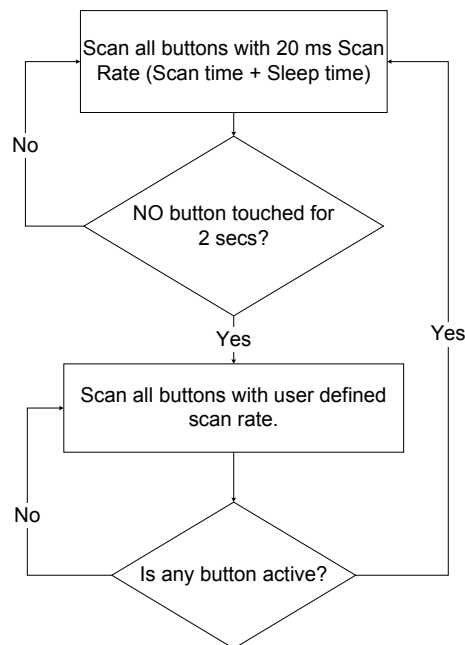 Scan all buttons with 20 ms Scan
Rate (Scan time + Sleep time)
No
NO button touched for
2 secs?
Yes
Yes
Scan all buttons with user defined
scan rate.
No
Is any button active?